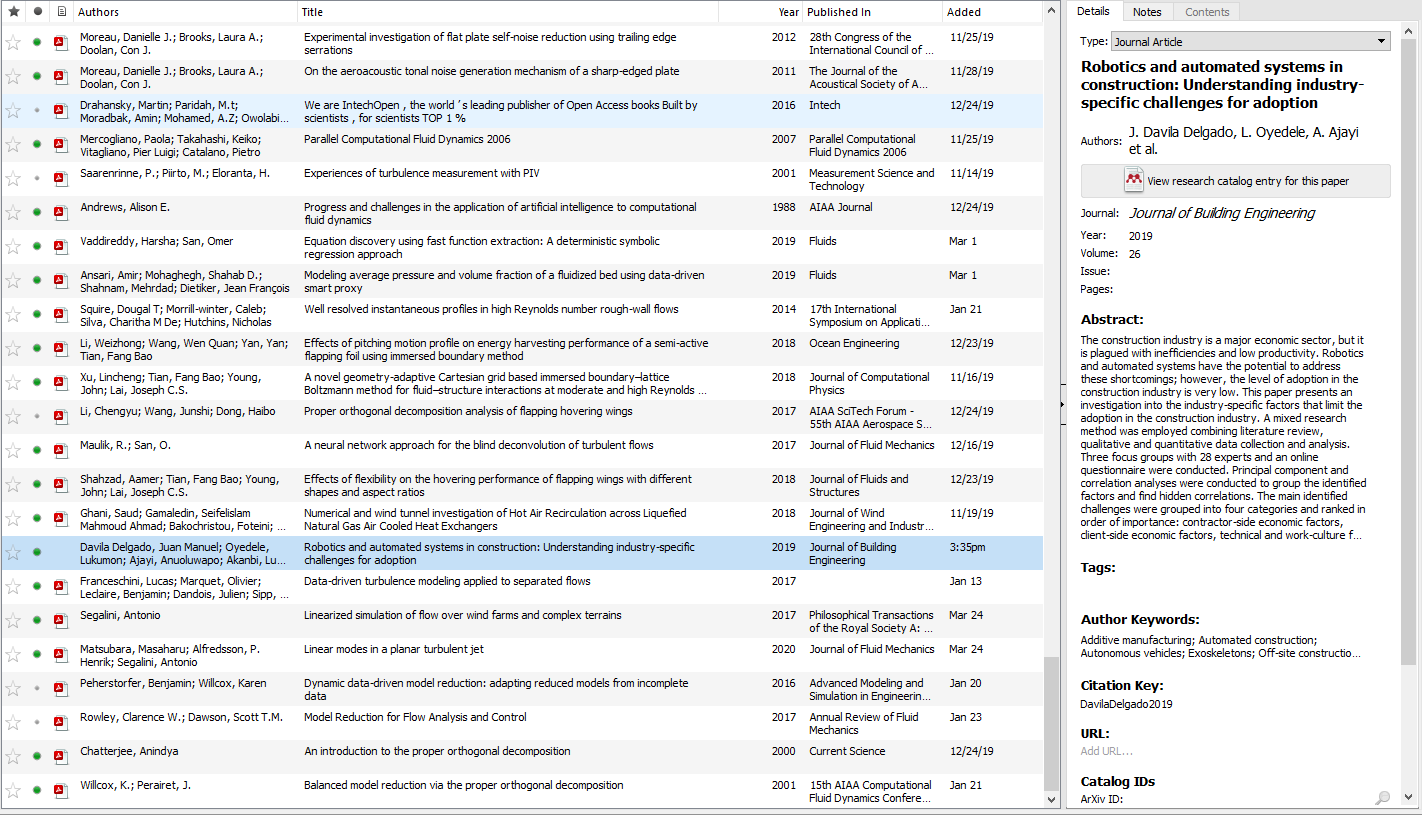 Authors Title Year Published In Added
Moreau, Danielle J.; Brooks, Laura A.; Experimental investigation of flat plate self-noise reduction using trailing edge 2012 28th Congress of the 11/25/19
Doolan, Con J. serrations International Council of ...
Moreau, Danielle J.; Brooks, Laura A.; On the aeroacoustic tonal noise generation mechanism of a sharp-edged plate 2011 The Journal of the 11/28/19
Doolan, Con J. Acoustical Society of A...
Drahansky, Martin; Paridah, M.t; We are IntechOpen , the world ´s leading publisher of Open Access books Built by 2016 Intech 12/24/19
Moradbak, Amin; Mohamed, A.Z; Owolabi... scientists , for scientists TOP 1 %
Mercogliano, Paola; Takahashi, Keiko; Parallel Computational Fluid Dynamics 2006 2007 Parallel Computational 11/25/19
Vitagliano, Pier Luigi; Catalano, Pietro Fluid Dynamics 2006
Saarenrinne, P.; Piirto, M.; Eloranta, H. Experiences of turbulence measurement with PIV 2001 Measurement Science and 11/14/19
Technology
Andrews, Alison E. Progress and challenges in the application of artificial intelligence to computational 1988 AIAA Journal 12/24/19
fluid dynamics
Vaddireddy, Harsha; San, Omer Equation discovery using fast function extraction: A deterministic symbolic 2019 Fluids Mar 1
regression approach
Ansari, Amir; Mohaghegh, Shahab D.; Modeling average pressure and volume fraction of a fluidized bed using data-driven 2019 Fluids Mar 1
Shahnam, Mehrdad; Dietiker, Jean François smart proxy
Squire, Dougal T; Morrill-winter, Caleb; Well resolved instantaneous profiles in high Reynolds number rough-wall flows 2014 17th International Jan 21
Silva, Charitha M De; Hutchins, Nicholas Symposium on Applicati...
Li, Weizhong; Wang, Wen Quan; Yan, Yan; Effects of pitching motion profile on energy harvesting performance of a semi-active 2018 Ocean Engineering 12/23/19
Tian, Fang Bao flapping foil using immersed boundary method
Xu, Lincheng; Tian, Fang Bao; Young, A novel geometry-adaptive Cartesian grid based immersed boundary–lattice 2018 Journal of Computational 11/16/19
John; Lai, Joseph C.S. Boltzmann method for fluid–structure interactions at moderate and high Reynolds ... Physics
Li, Chengyu; Wang, Junshi; Dong, Haibo Proper orthogonal decomposition analysis of flapping hovering wings 2017 AIAA SciTech Forum - 12/24/19
55th AIAA Aerospace S...
Maulik, R.; San, O. A neural network approach for the blind deconvolution of turbulent flows 2017 Journal of Fluid Mechanics 12/16/19
Shahzad, Aamer; Tian, Fang Bao; Young, Effects of flexibility on the hovering performance of flapping wings with different 2018 Journal of Fluids and 12/23/19
John; Lai, Joseph C.S. shapes and aspect ratios Structures
Ghani, Saud; Gamaledin, Seifelislam Numerical and wind tunnel investigation of Hot Air Recirculation across Liquefied 2018 Journal of Wind 11/19/19
Mahmoud Ahmad; Bakochristou, Foteini; ... Natural Gas Air Cooled Heat Exchangers Engineering and Industr...
Davila Delgado, Juan Manuel; Oyedele, Robotics and automated systems in construction: Understanding industry-specific 2019 Journal of Building 3:35pm
Lukumon; Ajayi, Anuoluwapo; Akanbi, Lu... challenges for adoption Engineering
Franceschini, Lucas; Marquet, Olivier; Data-driven turbulence modeling applied to separated flows 2017 Jan 13
Leclaire, Benjamin; Dandois, Julien; Sipp, ...
Segalini, Antonio Linearized simulation of flow over wind farms and complex terrains 2017 Philosophical Transactions Mar 24
of the Royal Society A: ...
Matsubara, Masaharu; Alfredsson, P. Linear modes in a planar turbulent jet 2020 Journal of Fluid Mechanics Mar 24
Henrik; Segalini, Antonio
Peherstorfer, Benjamin; Willcox, Karen Dynamic data-driven model reduction: adapting reduced models from incomplete 2016 Advanced Modeling and Jan 20
data Simulation in Engineerin...
Rowley, Clarence W.; Dawson, Scott T.M. Model Reduction for Flow Analysis and Control 2017 Annual Review of Fluid Jan 23
Mechanics
Chatterjee, Anindya An introduction to the proper orthogonal decomposition 2000 Current Science 12/24/19
Willcox, K.; Perairet, J. Balanced model reduction via the proper orthogonal decomposition 2001 15th AIAA Computational Jan 21
Fluid Dynamics Confere...
Details Notes Contents
Type: Journal Article
Robotics and automated systems in
construction: Understanding industry-
specific challenges for adoption
Authors: J. Davila Delgado, L. Oyedele, A. Ajayi
et al.
View research catalog entry for this paper
Journal: Journal of Building Engineering
Year: 2019
Volume: 26
Issue:
Pages:
Abstract:
The construction industry is a major economic sector, but it
is plagued with inefficiencies and low productivity. Robotics
and automated systems have the potential to address
these shortcomings; however, the level of adoption in the
construction industry is very low. This paper presents an
investigation into the industry-specific factors that limit the
adoption in the construction industry. A mixed research
method was employed combining literature review,
qualitative and quantitative data collection and analysis.
Three focus groups with 28 experts and an online
questionnaire were conducted. Principal component and
correlation analyses were conducted to group the identified
factors and find hidden correlations. The main identified
challenges were grouped into four categories and ranked in
order of importance: contractor-side economic factors,
client-side economic factors, technical and work-culture f...
Tags:
Author Keywords:
Additive manufacturing; Automated construction;
Autonomous vehicles; Exoskeletons; Off-site constructio...
Citation Key:
DavilaDelgado2019
URL:
Add URL...
Catalog IDs
ArXiv ID: